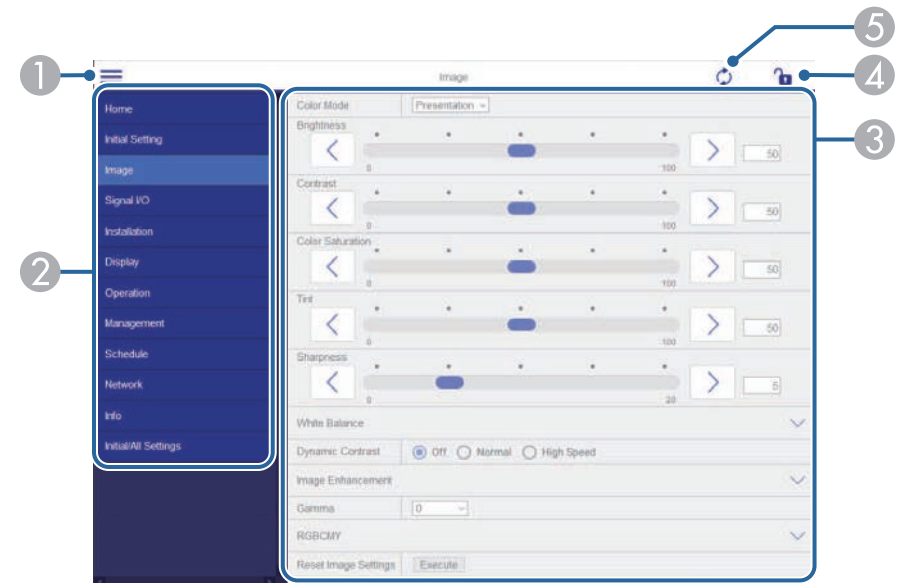 5
1
Image
4
2
Home
Initial Setting
Image
Signal I/O
Installation
Display
Operation
Management
Schedule
Network
Info
Initial/All Settings
3
Color Mode Presentation
Brightness
0 100 50
Contrast
0 100 50
Color Saturation
0 100 50
Tint
0 100 50
Sharpness
0 20 5
White Balance
Dynamic Contrast Off Normal High Speed
Image Enhancement
Gamma 0
RGBCMY
Reset Image Settings Execute